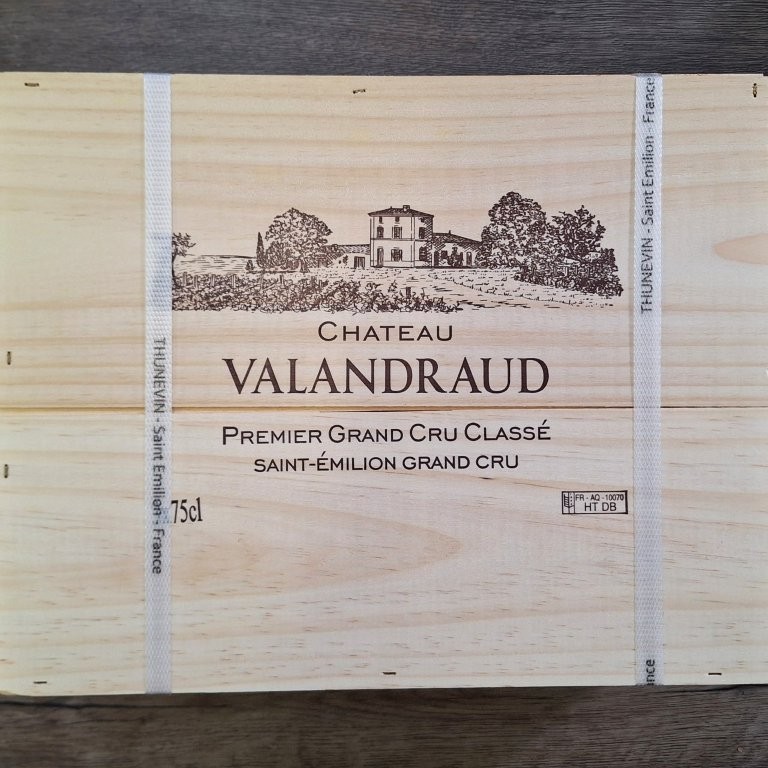 CHATEAU
VALANDRAUD
PREMIER GRAND CRU CLASSÉ
SAINT-ÉMILION GRAND CRU
75cl
FR - AQ - 10070
HT DB
THUNEVIN - Saint Emilion - France
THUNEVIN - Saint Emilion - France
nce